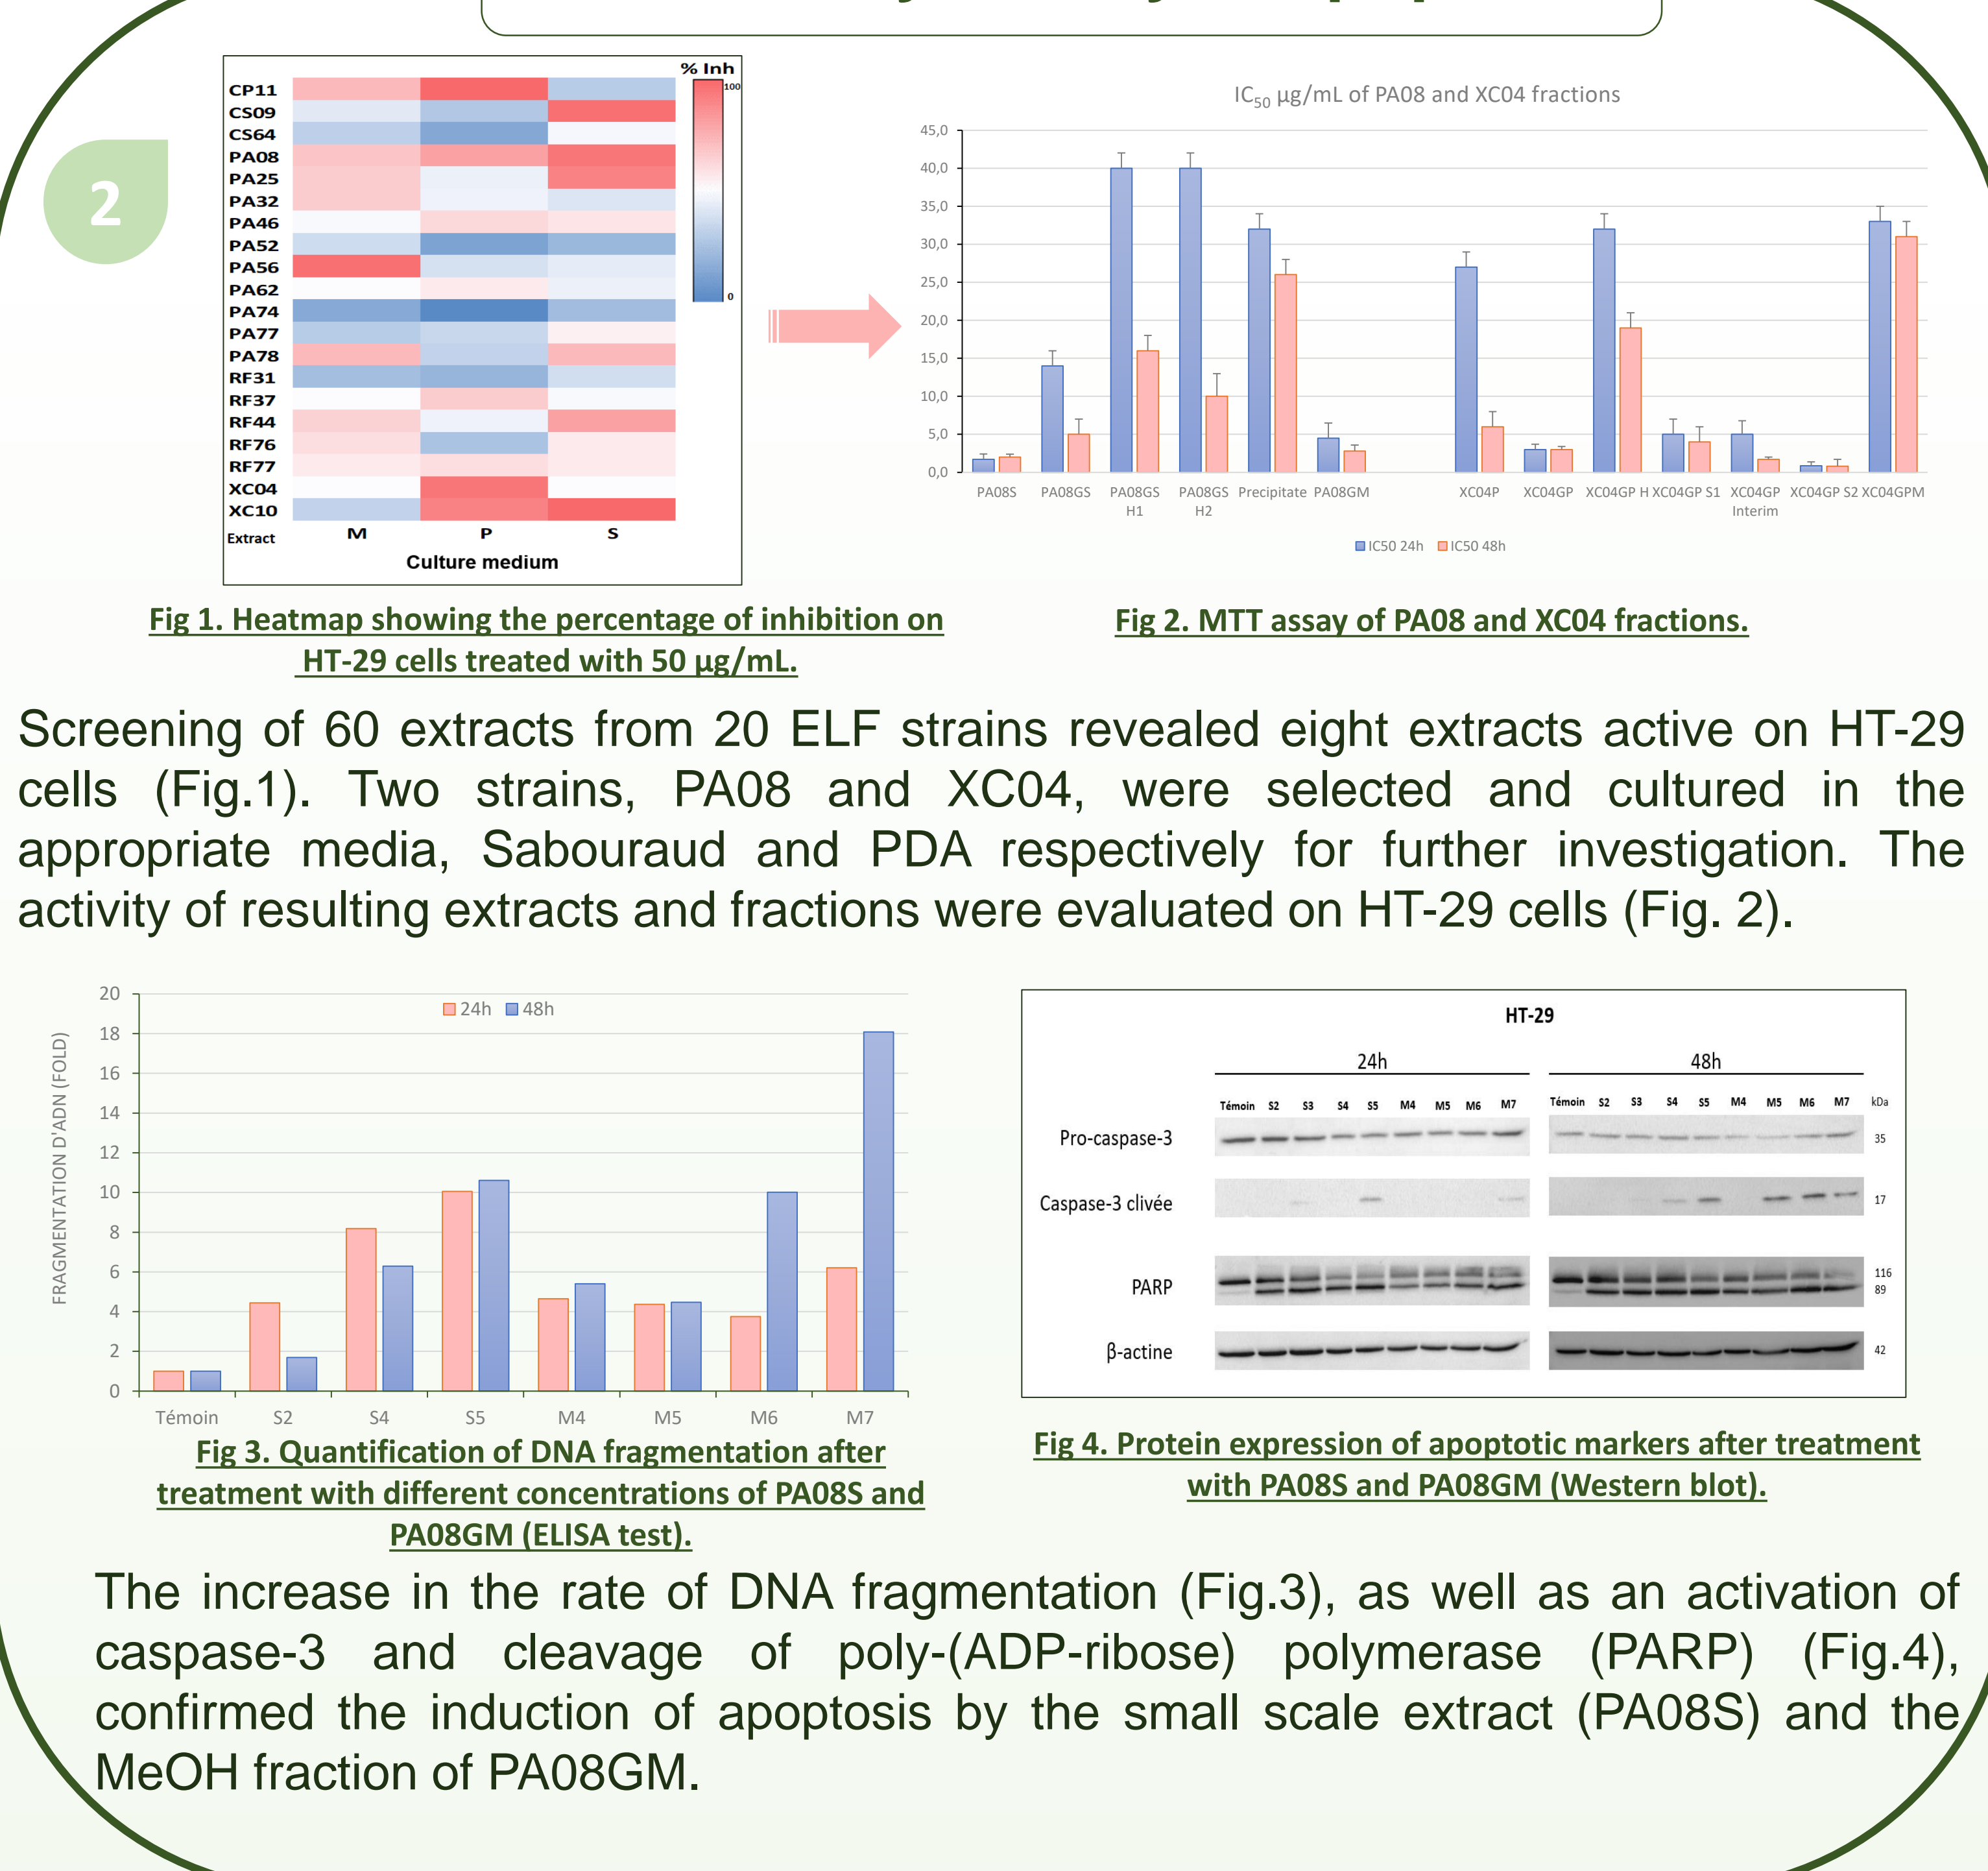 2
% Inh
100
0
CP11
CS09
CS64
PA08
PA25
PA32
PA46
PA52
PA56
PA62
PA74
PA77
PA78
RF31
RF37
RF44
RF76
RF77
XC04
XC10
Extract M P S
Culture medium
IC50 µg/mL of PA08 and XC04 fractions
45,0
40,0
35,0
30,0
25,0
20,0
15,0
10,0
5,0
0,0
PA08S PA08GS PA08GS PA08GS Precipitate PA08GM XC04P XC04GP XC04GP H XC04GP S1 XC04GP XC04GP S2 XC04GPM
H1 H2 Interim
IC50 24h IC50 48h
Fig 1. Heatmap showing the percentage of inhibition on
HT-29 cells treated with 50 µg/mL.
Fig 2. MTT assay of PA08 and XC04 fractions.
Screening of 60 extracts from 20 ELF strains revealed eight extracts active on HT-29
cells (Fig.1). Two strains, PA08 and XC04, were selected and cultured in the
appropriate media, Sabouraud and PDA respectively for further investigation. The
activity of resulting extracts and fractions were evaluated on HT-29 cells (Fig. 2).
FRAGMENTATION D'ADN (FOLD)
24h 48h
20
18
16
14
12
10
8
6
4
2
0
Témoin S2 S4 S5 M4 M5 M6 M7
HT-29
24h 48h
Témoin S2 S3 S4 S5 M4 M5 M6 M7 Témoin S2 S3 S4 S5 M4 M5 M6 M7 kDa
Pro-caspase-3 35
Caspase-3 clivée 17
PARP 116
89
β-actine 42
Fig 3. Quantification of DNA fragmentation after
treatment with different concentrations of PA08S and
PA08GM (ELISA test).
Fig 4. Protein expression of apoptotic markers after treatment
with PA08S and PA08GM (Western blot).
The increase in the rate of DNA fragmentation (Fig.3), as well as an activation of
caspase-3 and cleavage of poly-(ADP-ribose) polymerase (PARP) (Fig.4),
confirmed the induction of apoptosis by the small scale extract (PA08S) and the
MeOH fraction of PA08GM.